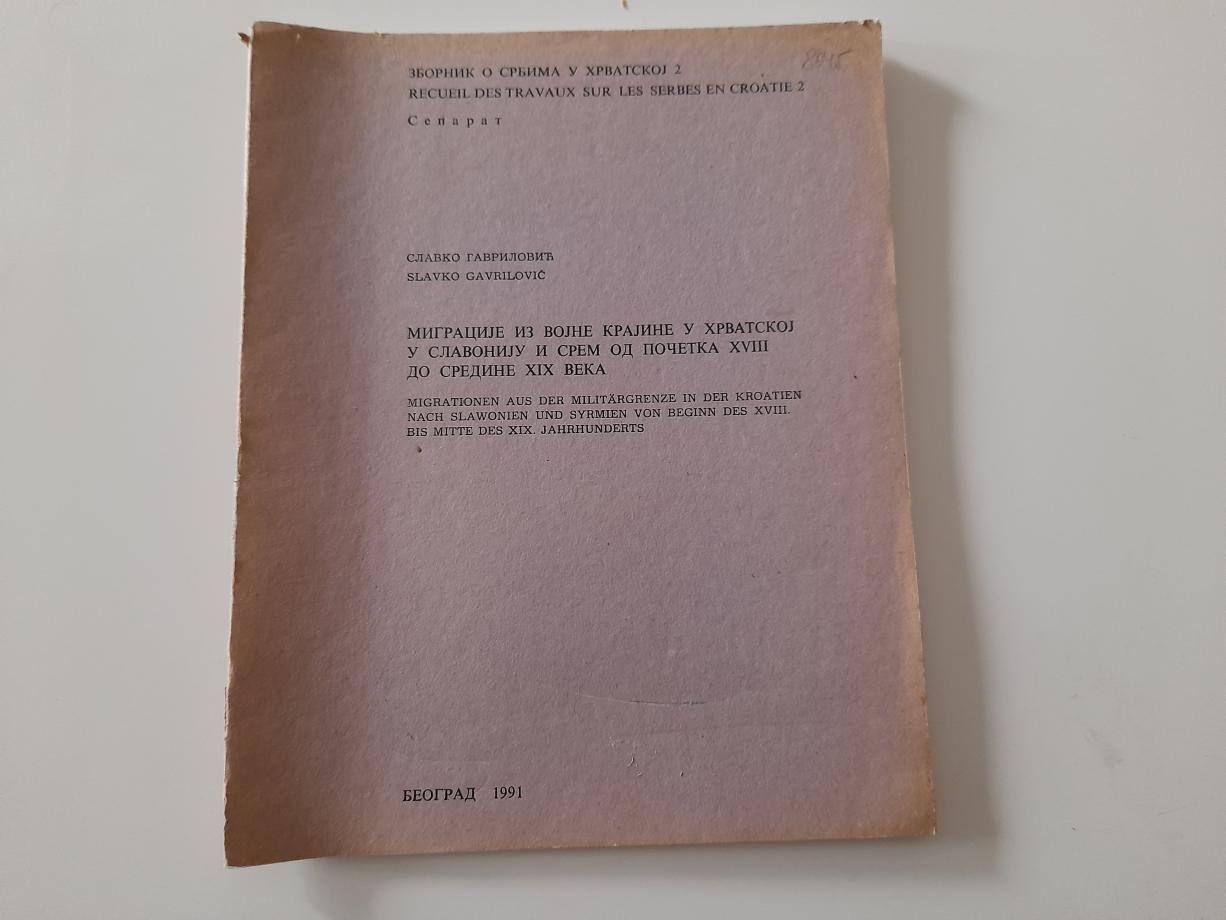 ЗБОРНИК О СРБИМА У ХРВАТСКОЈ 2
RECUEIL DES TRAVAUX SUR LES SERBES EN CROATIE 2
Сепарат
СЛАВКО ГАВРИЛОВИЋ
SLAVKO GAVRILOVIĆ
МИГРАЦИЈЕ ИЗ ВОЈНЕ КРАЈИНЕ У ХРВАТСКОЈ
У СЛАВОНИЈУ И СРЕМ ОД ПОЧЕТКА XVIII
ДО СРЕДИНЕ XIX ВЕКА
MIGRATIONEN AUS DER MILITÄRGRENZE IN DER KROATIEN
NACH SLAWONIEN UND SYRMIEN VON BEGINN DES XVIII.
BIS MITTE DES XIX. JAHRHUNDERTS
БЕОГРАД 1991